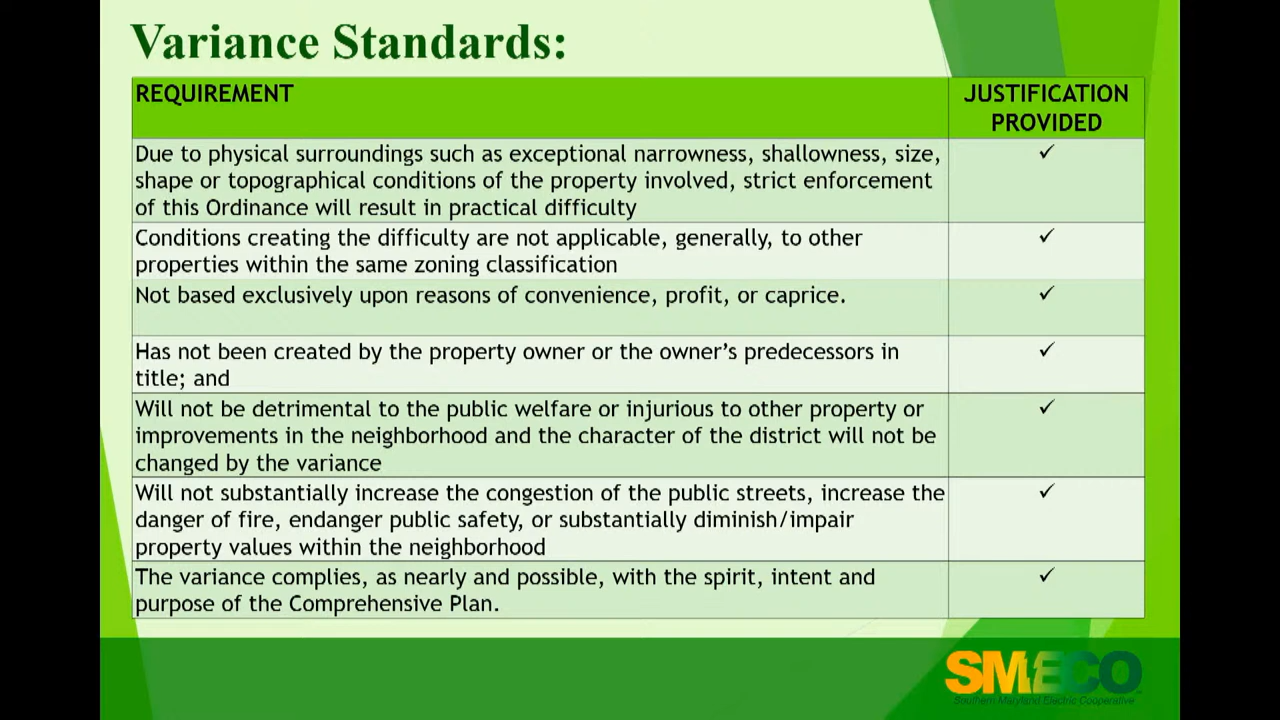 Variance Standards:
REQUIREMENT
JUSTIFICATION
PROVIDED
Due to physical surroundings such as exceptional narrowness, shallowness, size,
shape or topographical conditions of the property involved, strict enforcement
of this Ordinance will result in practical difficulty
✓
Conditions creating the difficulty are not applicable, generally, to other
properties within the same zoning classification
✓
Not based exclusively upon reasons of convenience, profit, or caprice.
✓
Has not been created by the property owner or the owner’s predecessors in
title; and
✓
Will not be detrimental to the public welfare or injurious to other property or
improvements in the neighborhood and the character of the district will not be
changed by the variance
✓
Will not substantially increase the congestion of the public streets, increase the
danger of fire, endanger public safety, or substantially diminish/impair
property values within the neighborhood
✓
The variance complies, as nearly and possible, with the spirit, intent and
purpose of the Comprehensive Plan.
✓
SMECO
Southern Maryland Electric Cooperative